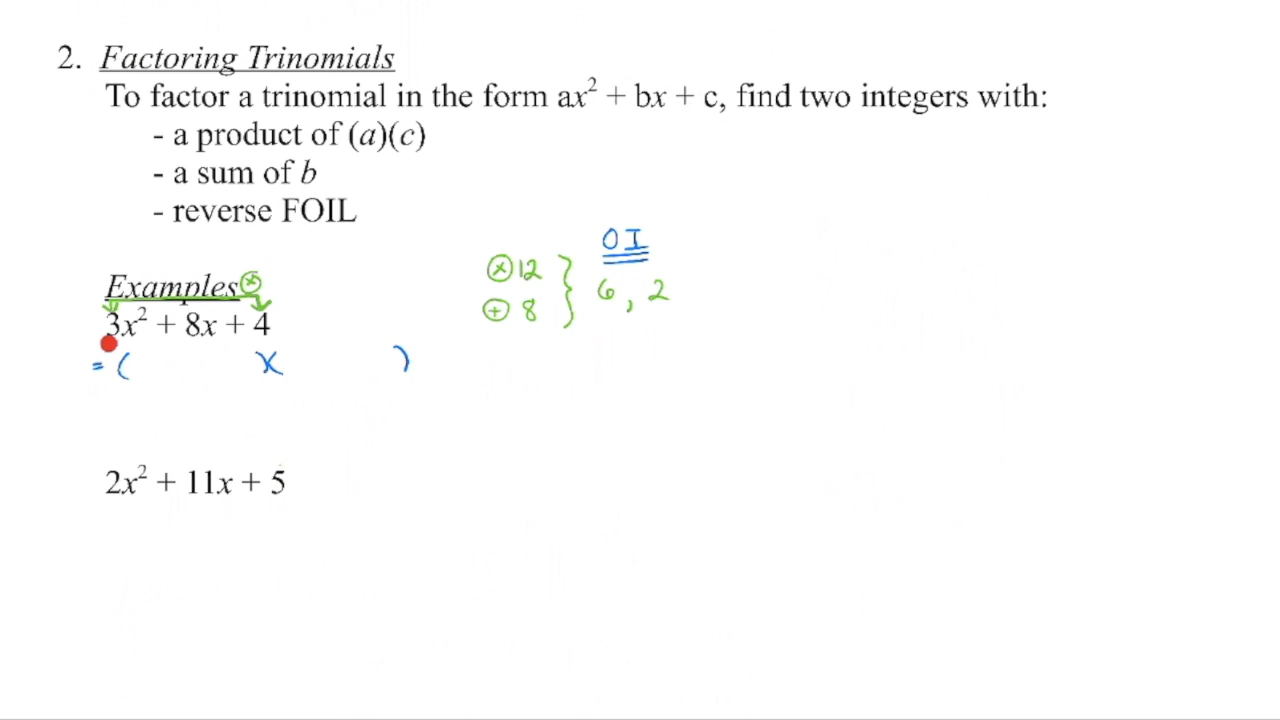 2. Factoring Trinomials
To factor a trinomial in the form ax² + bx + c, find two integers with:
- a product of (a)(c)
- a sum of b
- reverse FOIL
O I
Examples ⊗
⊗ 12
⊕ 8 } 6 , 2
3x² + 8x + 4
= ( )( )
2x² + 11x + 5